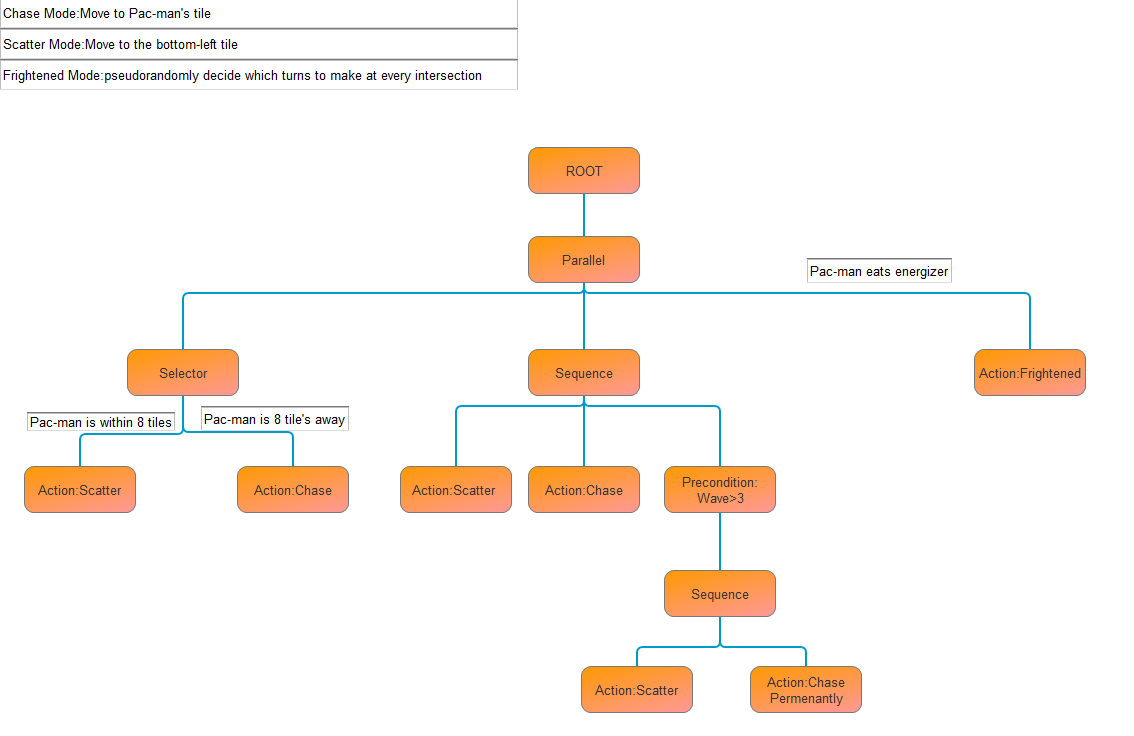 Chase Mode:Move to Pac-man's tile
Scatter Mode:Move to the bottom-left tile
Frightened Mode:pseudorandomly decide which turns to make at every intersection
ROOT
Parallel
Pac-man eats energizer
Selector
Sequence
Action:Frightened
Pac-man is within 8 tiles
Pac-man is 8 tile's away
Action:Scatter
Action:Chase
Action:Scatter
Action:Chase
Precondition:
Wave>3
Sequence
Action:Scatter
Action:Chase
Permenantly